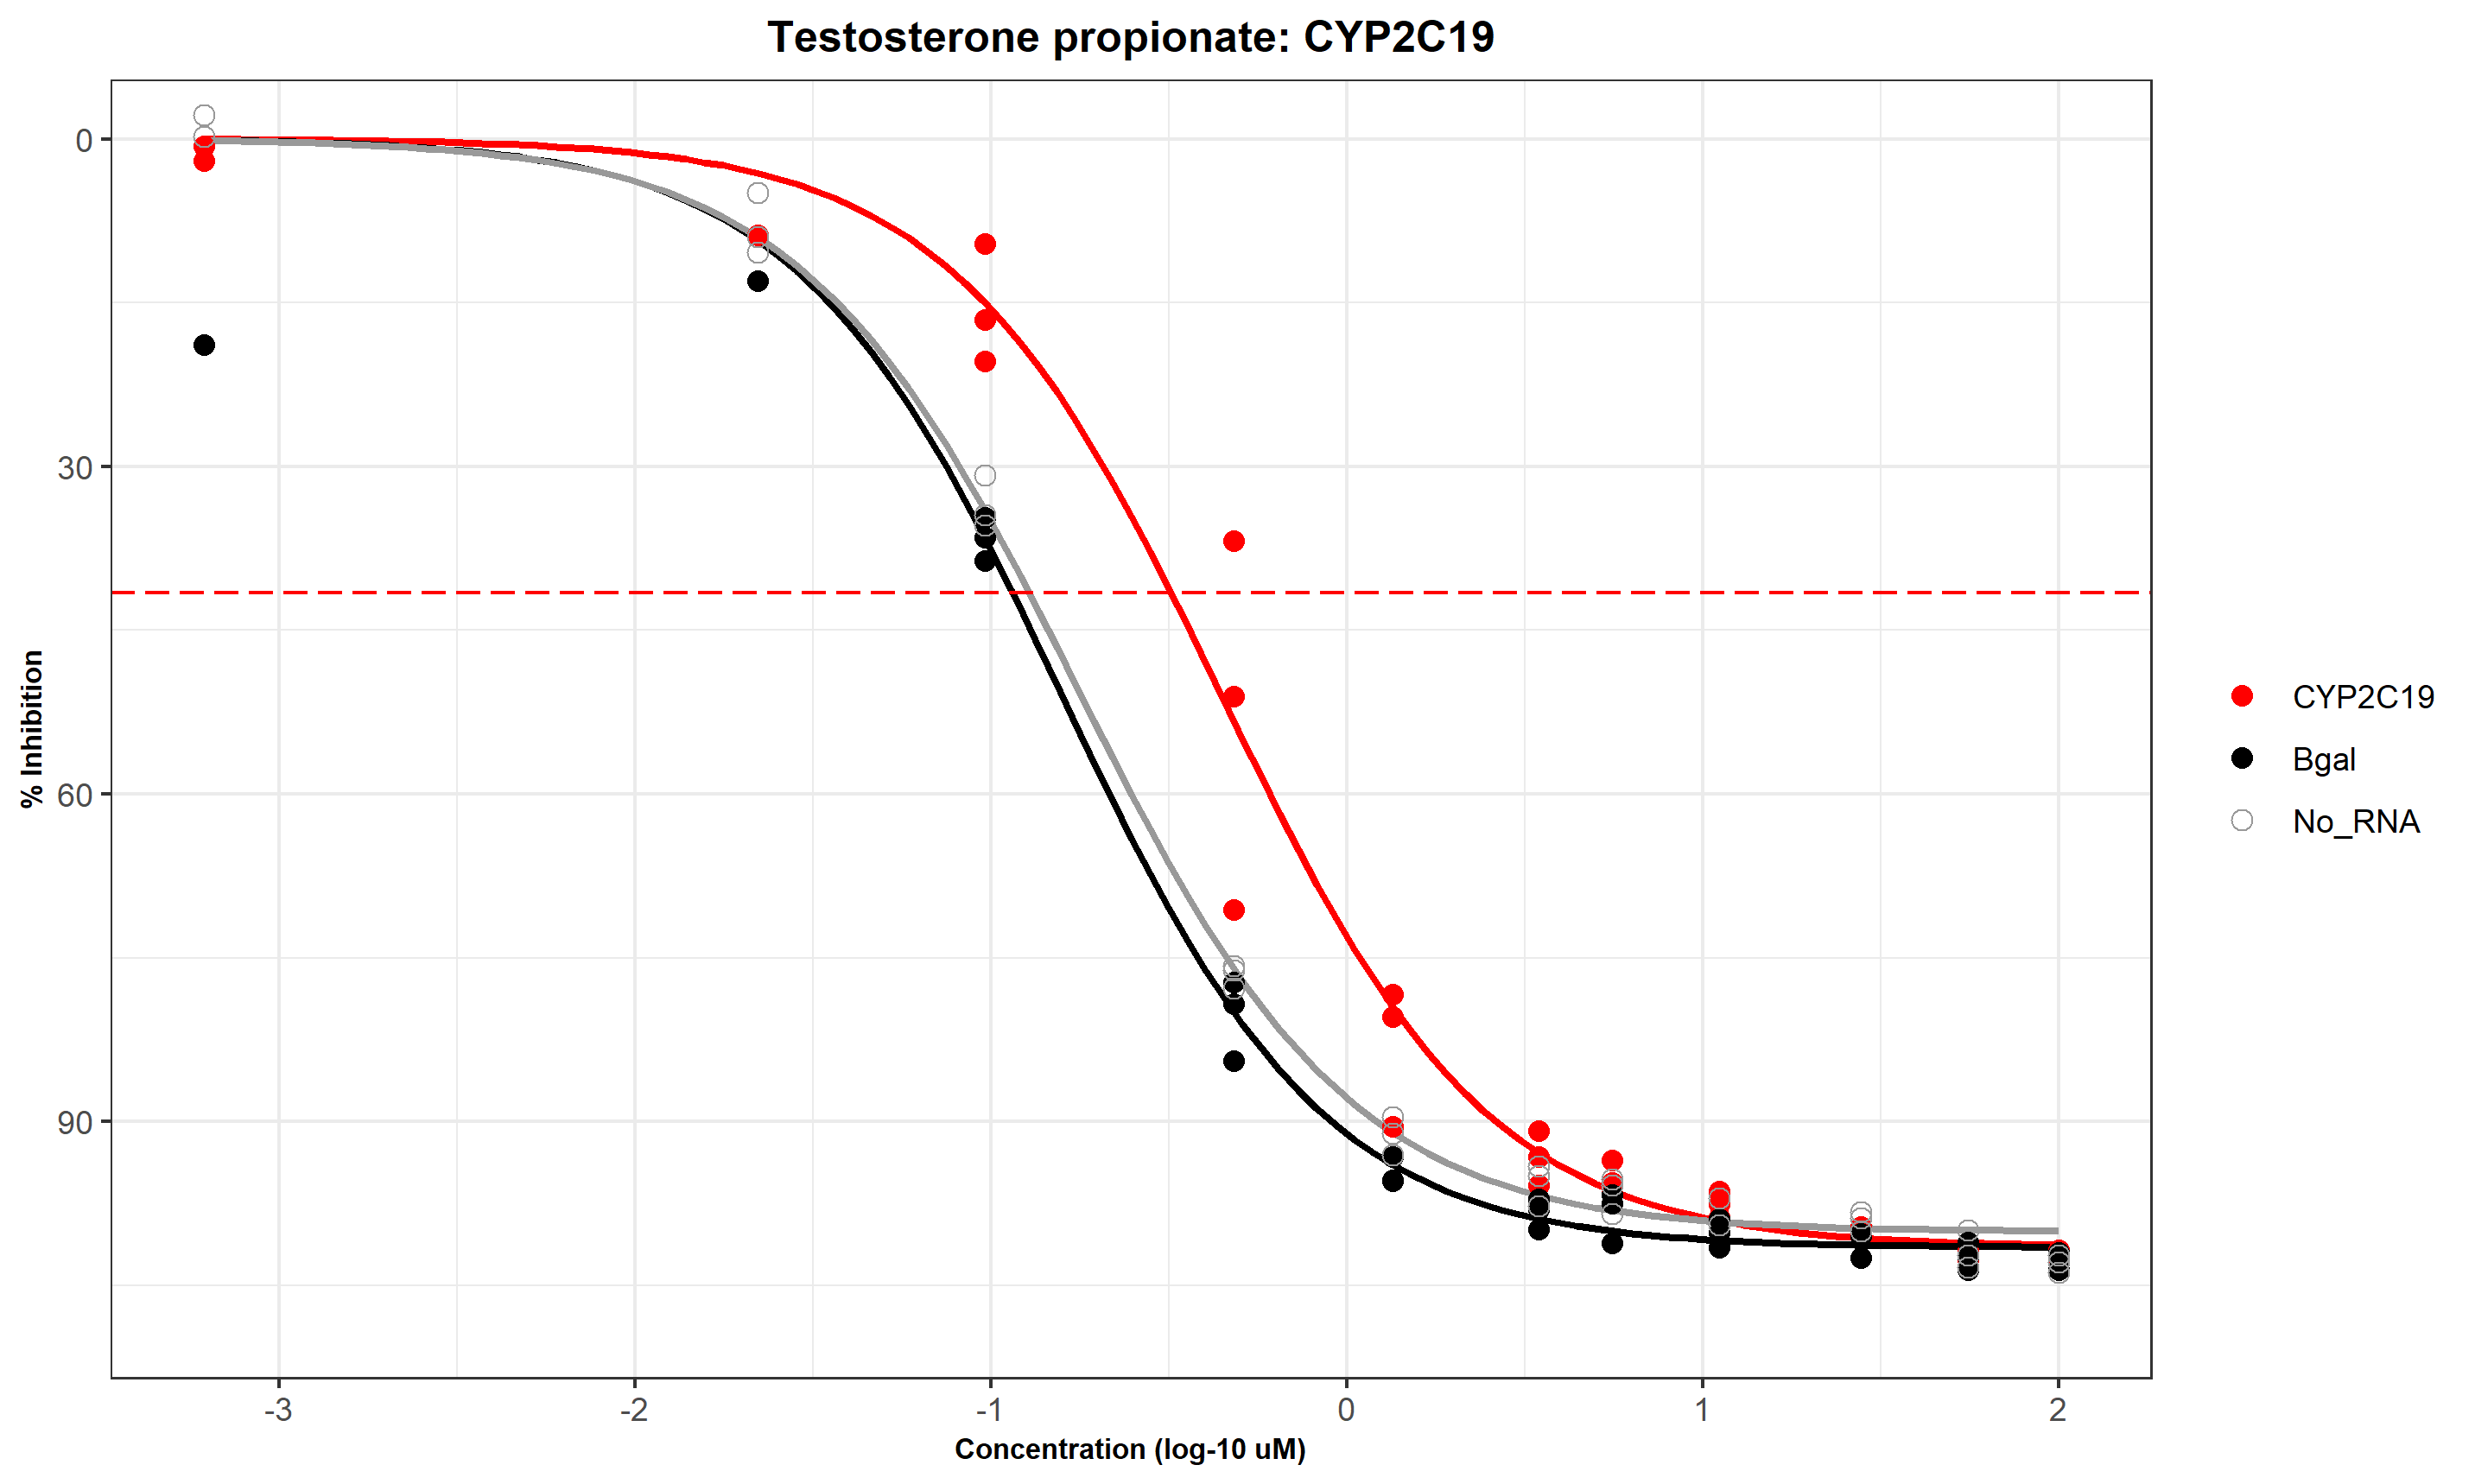 Testosterone propionate: CYP2C19
% Inhibition
0
30
60
90
-3
-2
-1
0
1
2
Concentration (log-10 uM)
CYP2C19
Bgal
No_RNA